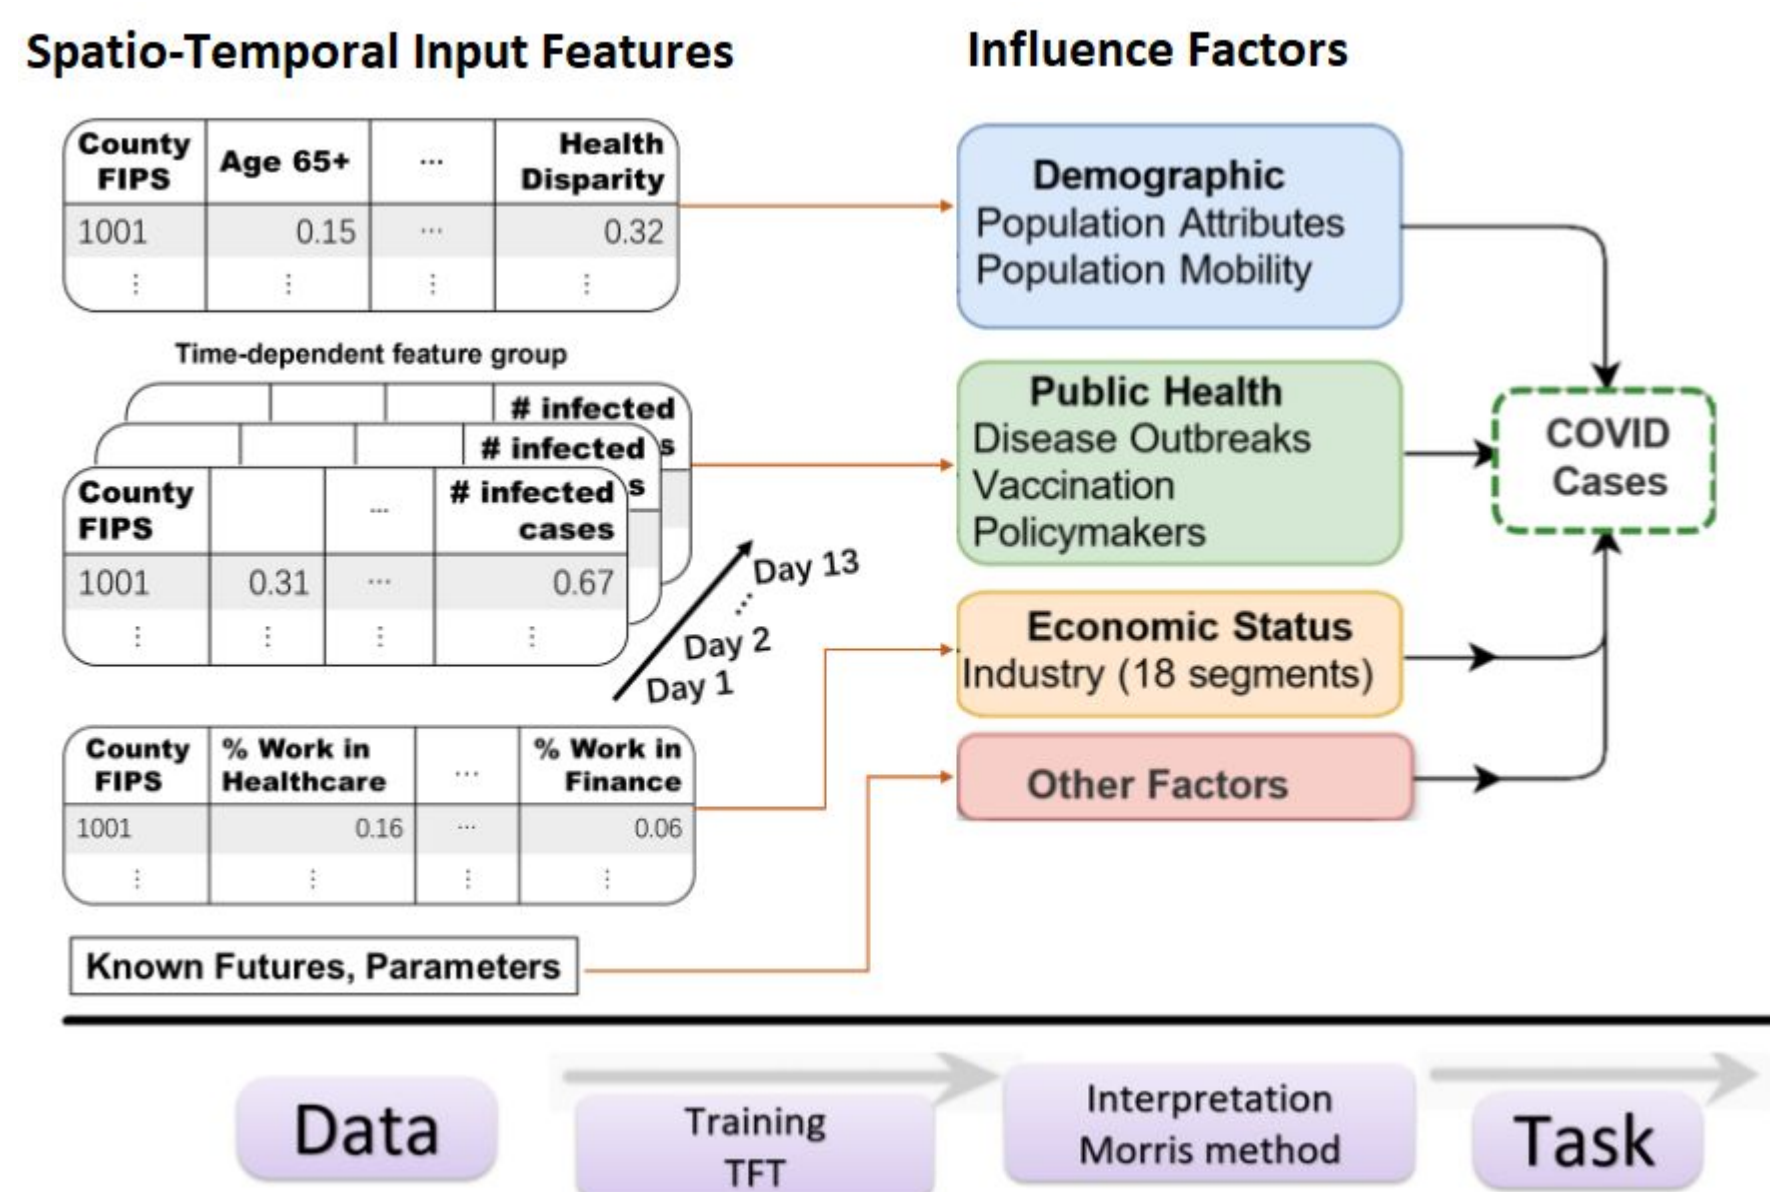 Spatio-Temporal Input Features
Influence Factors
County FIPS
Age 65+
...
Health Disparity
1001
0.15
...
0.32
Time-dependent feature group
# infected
s
# infected
s
County FIPS
...
# infected cases
1001
0.31
...
0.67
Day 13
...
Day 2
Day 1
County FIPS
% Work in Healthcare
...
% Work in Finance
1001
0.16
...
0.06
Known Futures, Parameters
Demographic
Population Attributes
Population Mobility
Public Health
Disease Outbreaks
Vaccination
Policymakers
Economic Status
Industry (18 segments)
Other Factors
COVID
Cases
Data
Training
TFT
Interpretation
Morris method
Task